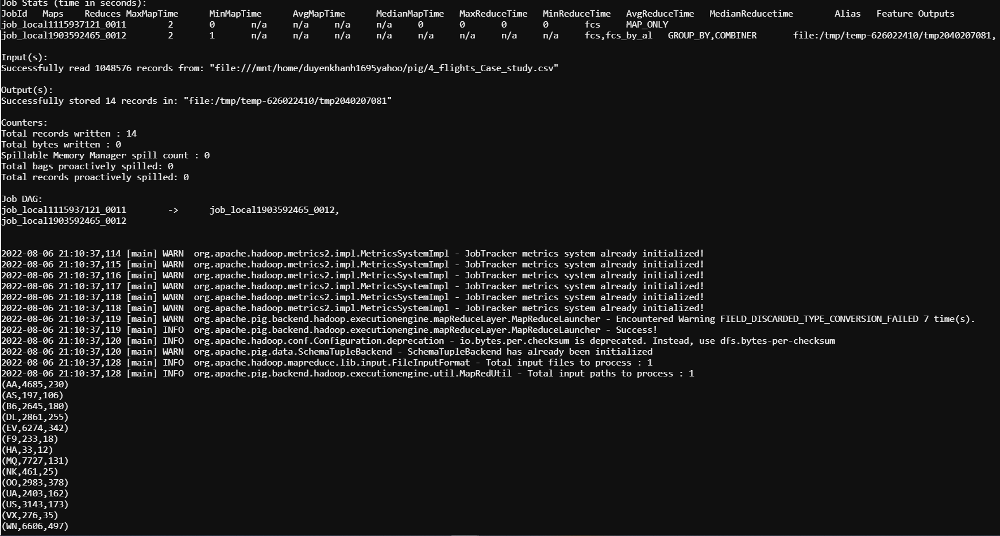 Job Stats (time in seconds):
JobId Maps Reduces MaxMapTime MinMapTime AvgMapTime MedianMapTime MaxReduceTime MinReduceTime AvgReduceTime MedianReducetime Alias Feature Outputs
job_local1115937121_0011 2 0 n/a n/a n/a n/a 0 0 0 0 fcs MAP_ONLY
job_local1903592465_0012 2 1 n/a n/a n/a n/a n/a n/a n/a n/a fcs,fcs_by_al GROUP_BY,COMBINER file:/tmp/temp-626022410/tmp2040207081,
Input(s):
Successfully read 1048576 records from: "file:///mnt/home/duyenkhanh1695yahoo/pig/4_flights_Case_study.csv"
Output(s):
Successfully stored 14 records in: "file:/tmp/temp-626022410/tmp2040207081"
Counters:
Total records written : 14
Total bytes written : 0
Spillable Memory Manager spill count : 0
Total bags proactively spilled: 0
Total records proactively spilled: 0
Job DAG:
job_local1115937121_0011 -> job_local1903592465_0012,
job_local1903592465_0012
2022-08-06 21:10:37,114 [main] WARN org.apache.hadoop.metrics2.impl.MetricsSystemImpl - JobTracker metrics system already initialized!
2022-08-06 21:10:37,115 [main] WARN org.apache.hadoop.metrics2.impl.MetricsSystemImpl - JobTracker metrics system already initialized!
2022-08-06 21:10:37,116 [main] WARN org.apache.hadoop.metrics2.impl.MetricsSystemImpl - JobTracker metrics system already initialized!
2022-08-06 21:10:37,117 [main] WARN org.apache.hadoop.metrics2.impl.MetricsSystemImpl - JobTracker metrics system already initialized!
2022-08-06 21:10:37,118 [main] WARN org.apache.hadoop.metrics2.impl.MetricsSystemImpl - JobTracker metrics system already initialized!
2022-08-06 21:10:37,118 [main] WARN org.apache.hadoop.metrics2.impl.MetricsSystemImpl - JobTracker metrics system already initialized!
2022-08-06 21:10:37,119 [main] WARN org.apache.pig.backend.hadoop.executionengine.mapReduceLayer.MapReduceLauncher - Encountered Warning FIELD_DISCARDED_TYPE_CONVERSION_FAILED 7 time(s).
2022-08-06 21:10:37,119 [main] INFO org.apache.pig.backend.hadoop.executionengine.mapReduceLayer.MapReduceLauncher - Success!
2022-08-06 21:10:37,120 [main] INFO org.apache.hadoop.conf.Configuration.deprecation - io.bytes.per.checksum is deprecated. Instead, use dfs.bytes-per-checksum
2022-08-06 21:10:37,120 [main] WARN org.apache.pig.data.SchemaTupleBackend - SchemaTupleBackend has already been initialized
2022-08-06 21:10:37,128 [main] INFO org.apache.hadoop.mapreduce.lib.input.FileInputFormat - Total input files to process : 1
2022-08-06 21:10:37,128 [main] INFO org.apache.pig.backend.hadoop.executionengine.util.MapRedUtil - Total input paths to process : 1
(AA,4685,230)
(AS,197,106)
(B6,2645,180)
(DL,2861,255)
(EV,6274,342)
(F9,233,18)
(HA,33,12)
(MQ,7727,131)
(NK,461,25)
(OO,2983,378)
(UA,2403,162)
(US,3143,173)
(VX,276,35)
(WN,6606,497)